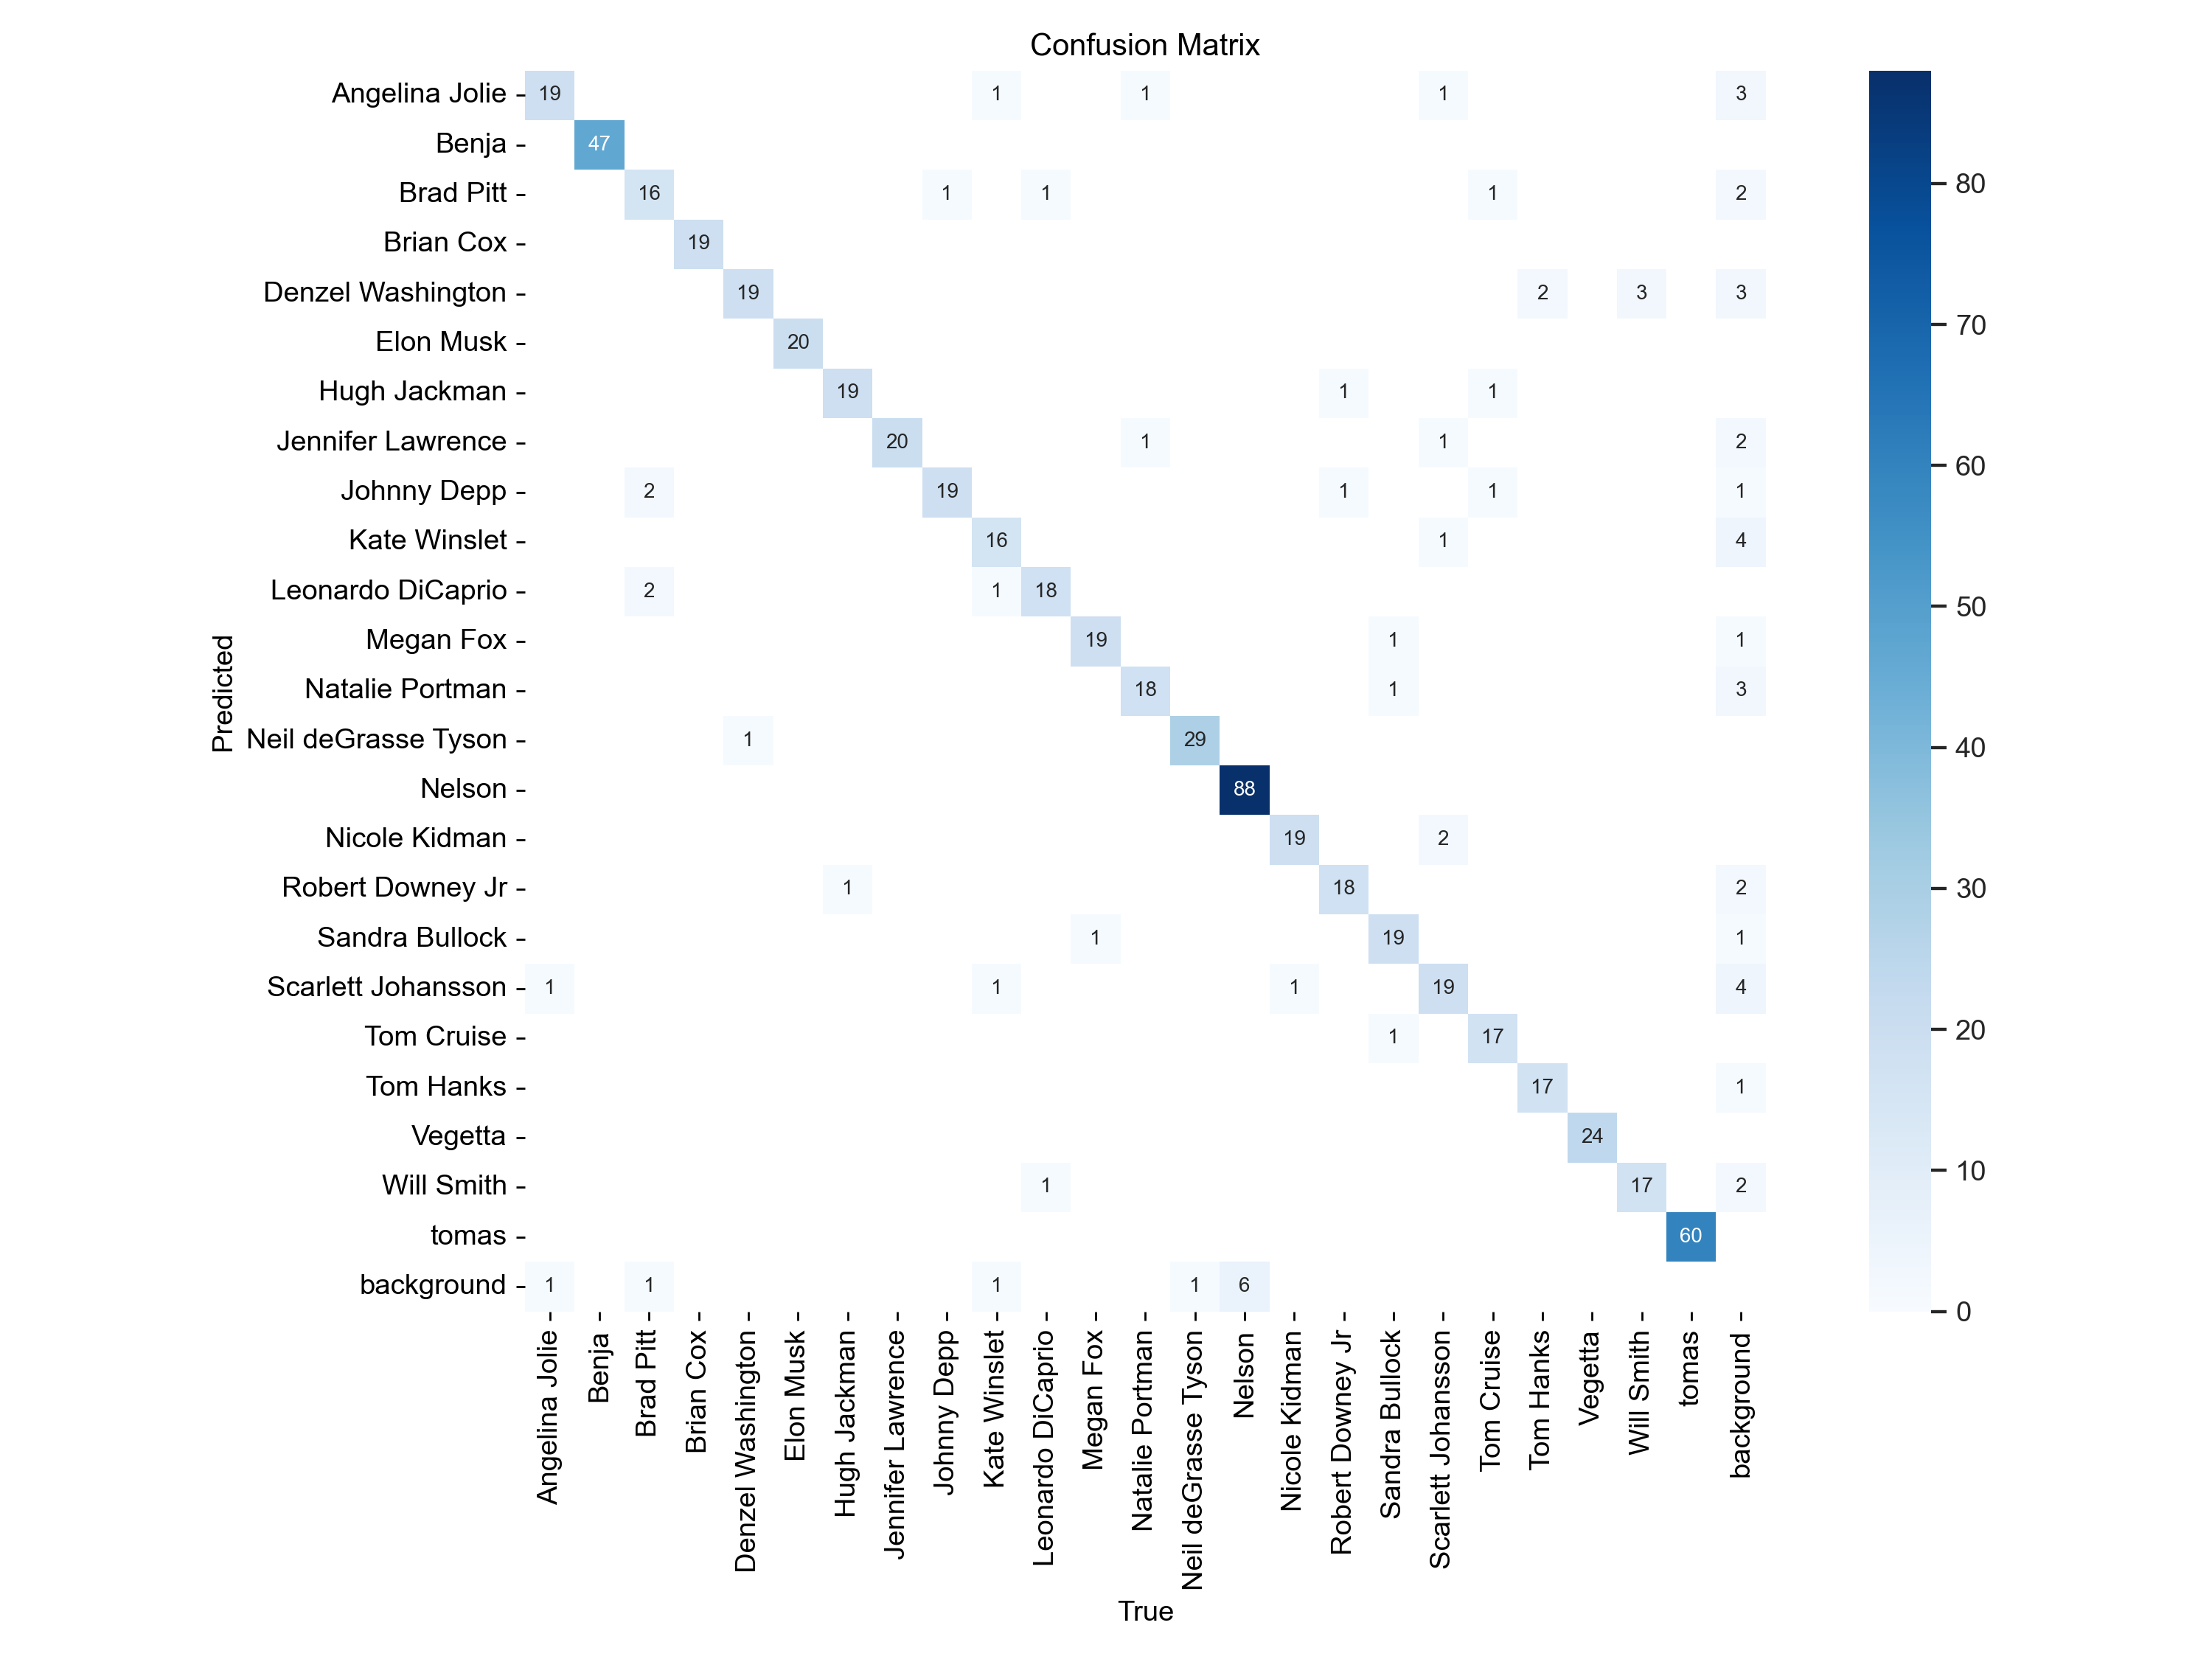 Confusion Matrix
Angelina Jolie 19 1 1 1 3
Benja 47
Brad Pitt 16 1 1 1 2
80
Brian Cox 19
Denzel Washington 19 2 3 3
70
Elon Musk 20
Hugh Jackman 19 1 1
Jennifer Lawrence 20 1 1 2
60
Johnny Depp 2 19 1 1 1
Kate Winslet 16 1 4
50
Leonardo DiCaprio 2 1 18
Megan Fox 19 1 1
Predicted
Natalie Portman 18 1 3
Neil deGrasse Tyson 1 29
40
Nelson 88
Nicole Kidman 19 2
30
Robert Downey Jr 1 18 2
Sandra Bullock 1 19 1
Scarlett Johansson 1 1 1 19 4
20
Tom Cruise 1 17
Tom Hanks 17 1
Vegetta 24
10
Will Smith 1 17 2
tomas 60
background 1 1 1 1 6
0
Angelina Jolie
Benja
Brad Pitt
Brian Cox
Denzel Washington
Elon Musk
Hugh Jackman
Jennifer Lawrence
Johnny Depp
Kate Winslet
Leonardo DiCaprio
Megan Fox
Natalie Portman
Neil deGrasse Tyson
Nelson
Nicole Kidman
Robert Downey Jr
Sandra Bullock
Scarlett Johansson
Tom Cruise
Tom Hanks
Vegetta
Will Smith
tomas
background
True